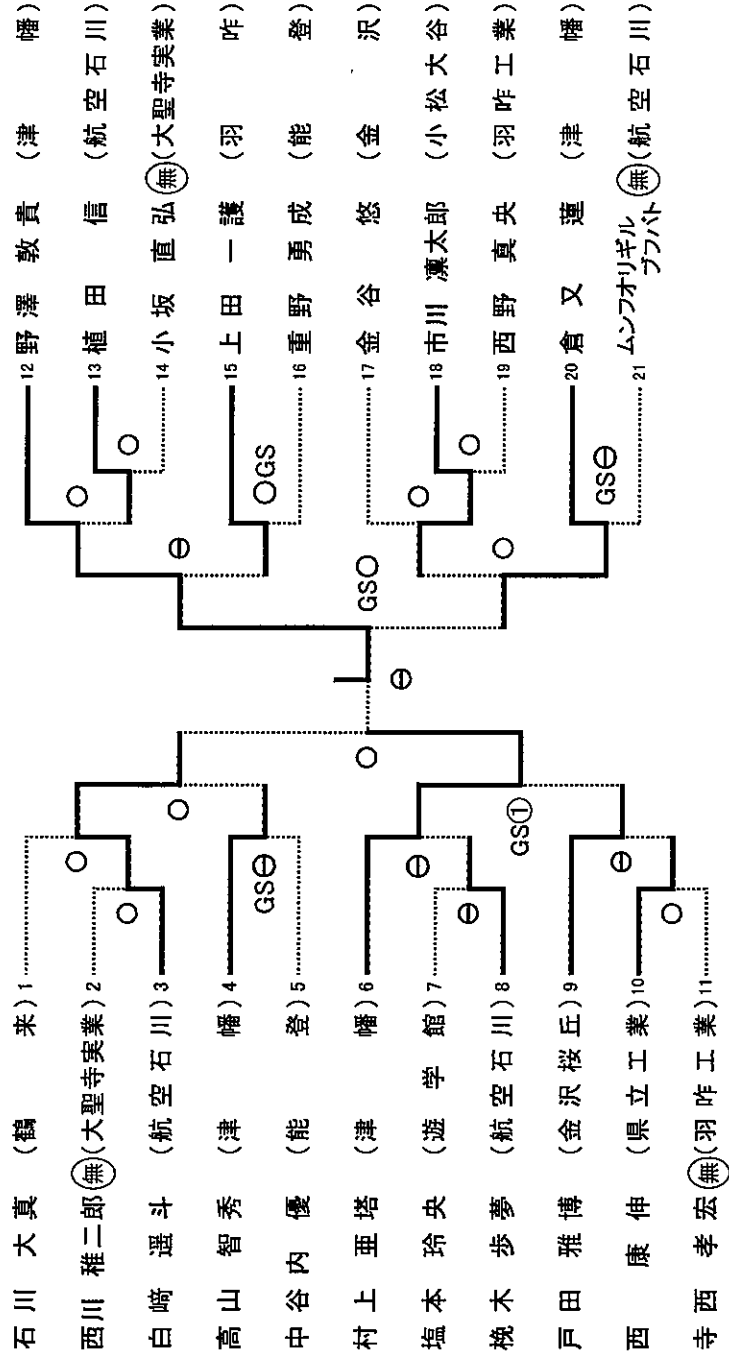 石川 大真 (鶴来) 1
西川 稚二郎 無 (大聖寺実業) 2
白﨑 遥斗 (航空石川) 3
高山 智秀 (津幡) 4
中谷内 優 (能登) 5
村上 亜塔 (津幡) 6
塩本 玲央 (遊学館) 7
桡木 歩夢 (航空石川) 8
戸田 雅博 (金沢桜丘) 9
西 康伸 (県立工業) 10
寺西 孝宏 無 (羽咋工業) 11
○
○
○
GS⊖
⊖
⊖
GS①
⊖
○
○
⊖
GS○
○
○
⊖
○GS
○
○
○
GS⊖
12 野澤 敦貴 (津幡)
13 植田 信 (航空石川)
14 小坂 直弘 無 (大聖寺実業)
15 上田 一護 (羽咋)
16 重野 勇成 (能登)
17 金谷 悠 (金沢)
18 市川 凛太郎 (小松大谷)
19 西野 真央 (羽咋工業)
20 倉又 蓮 (津幡)
21 ムンフオリギル ブフバト 無 (航空石川)